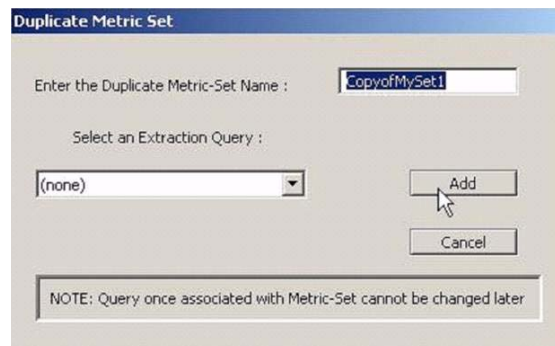 Duplicate Metric Set
Enter the Duplicate Metric-Set Name :
CopyofMySet1
Select an Extraction Query :
(none)
Add
Cancel
NOTE: Query once associated with Metric-Set cannot be changed later